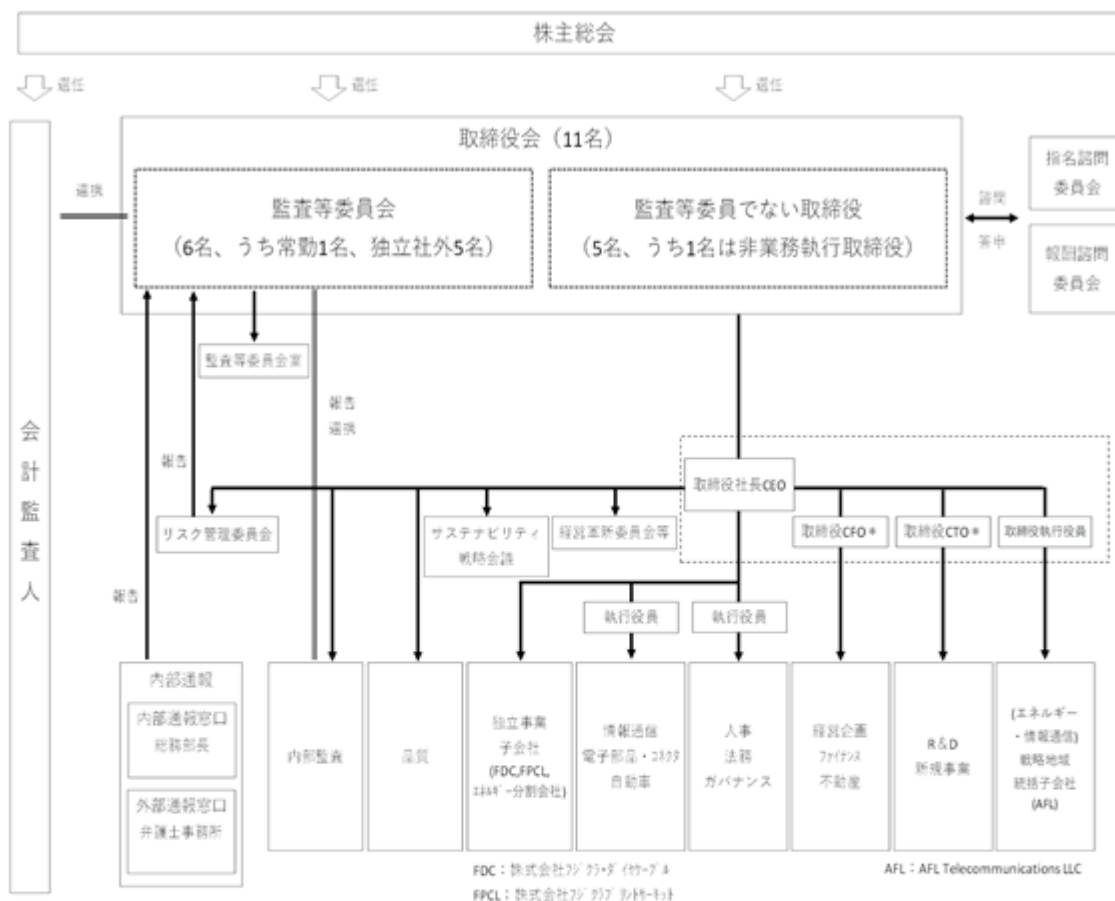 株主総会
選任
選任
選任
取締役会（11名）
監査等委員会
（6名、うち常勤1名、独立社外5名）
監査等委員でない取締役
（5名、うち1名は非業務執行取締役）
指名諮問
委員会
報酬諮問
委員会
諮問
答申
連携
会計監査人
監査等委員会室
報告
連携
報告
報告
取締役社長CEO
リスク管理委員会
サステナビリティ
戦略会議
経営革新委員会等
取締役CFO＊
取締役CTO＊
取締役執行役員
執行役員
執行役員
内部通報
内部通報窓口
総務部長
外部通報窓口
弁護士事務所
内部監査
品質
独立事業
子会社
(FDC,FPCL,
ｴﾈﾙｷﾞｰ分割会社)
情報通信
電子部品・ｺﾈｸﾀ
自動車
人事
法務
ガバナンス
経営企画
ﾌｧｲﾅﾝｽ
不動産
R＆D
新規事業
(エネルギー
・情報通信)
戦略地域
統括子会社
(AFL)
FDC：株式会社ﾌｼﾞｸﾗ･ﾀﾞｲﾔｹｰﾌﾞﾙ
FPCL：株式会社ﾌｼﾞｸﾗﾌﾟﾘﾝﾄｻｰｷｯﾄ
AFL：AFL Telecommunications LLC